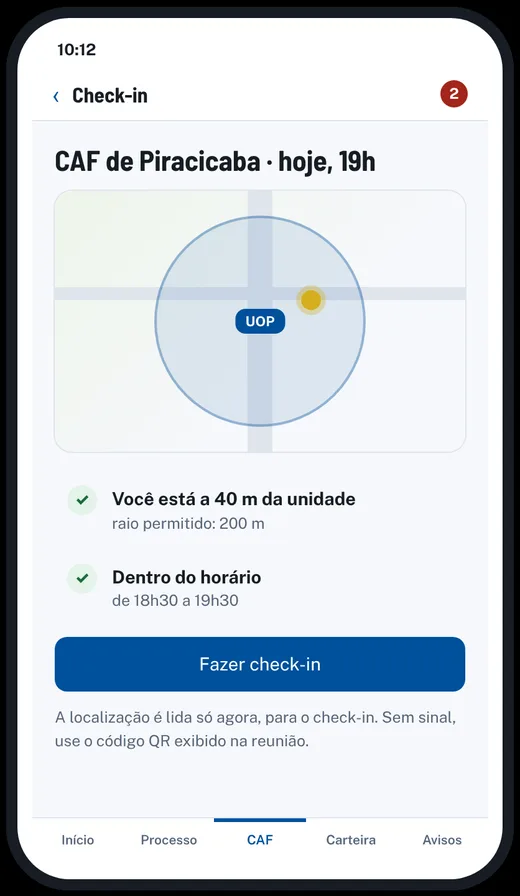 10:12
‹ Check-in 2
CAF de Piracicaba · hoje, 19h
UOP
Você está a 40 m da unidade
raio permitido: 200 m
Dentro do horário
de 18h30 a 19h30
Fazer check-in
A localização é lida só agora, para o check-in. Sem sinal,
use o código QR exibido na reunião.
Início Processo CAF Carteira Avisos